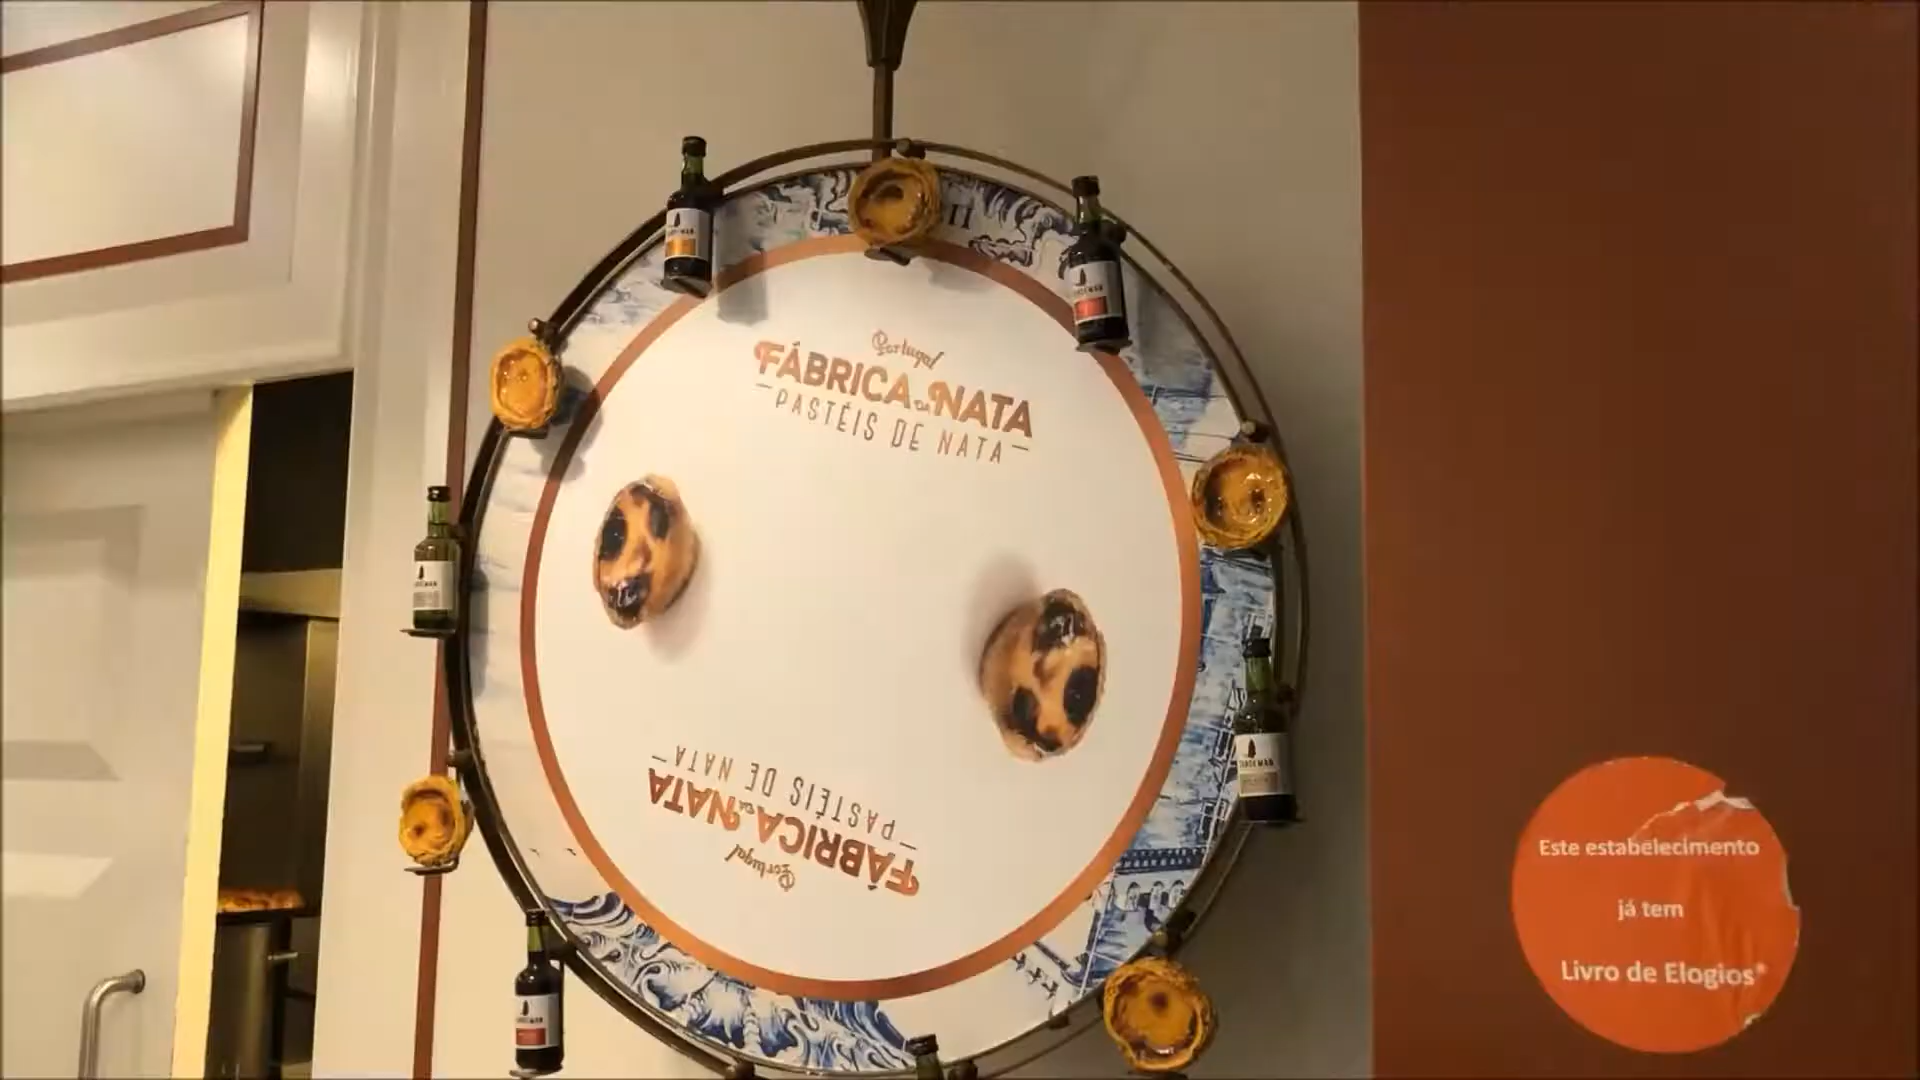 Portugal
FÁBRICA DA NATA
PASTÉIS DE NATA
PASTÉIS DE NATA
FÁBRICA DA NATA
Portugal
Este estabelecimento
já tem
Livro de Elogios*